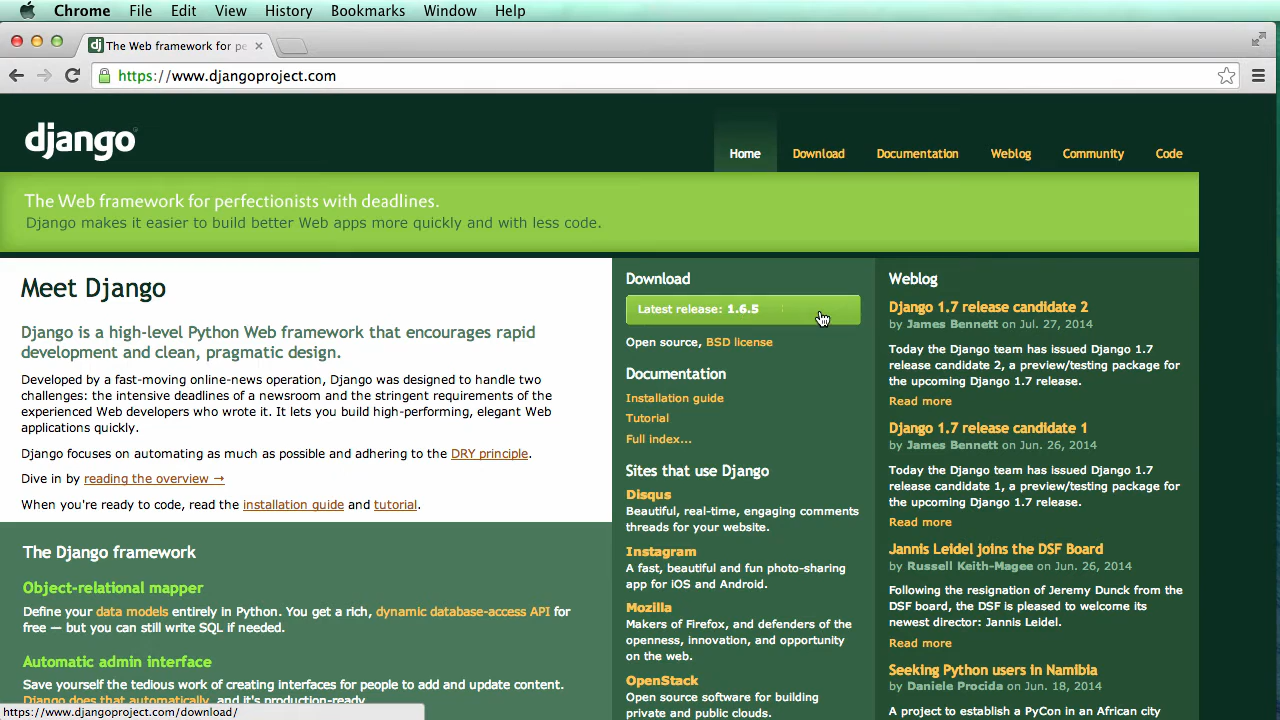 Chrome File Edit View History Bookmarks Window Help
dj The Web framework for pe
https://www.djangoproject.com
django
Home Download Documentation Weblog Community Code
The Web framework for perfectionists with deadlines.
Django makes it easier to build better Web apps more quickly and with less code.
Meet Django
Django is a high-level Python Web framework that encourages rapid
development and clean, pragmatic design.
Developed by a fast-moving online-news operation, Django was designed to handle two
challenges: the intensive deadlines of a newsroom and the stringent requirements of the
experienced Web developers who wrote it. It lets you build high-performing, elegant Web
applications quickly.
Django focuses on automating as much as possible and adhering to the DRY principle.
Dive in by reading the overview →
When you're ready to code, read the installation guide and tutorial.
The Django framework
Object-relational mapper
Define your data models entirely in Python. You get a rich, dynamic database-access API for
free — but you can still write SQL if needed.
Automatic admin interface
Save yourself the tedious work of creating interfaces for people to add and update content.
Django does that automatically, and it's production-ready.
https://www.djangoproject.com/download/
Download
Latest release: 1.6.5
Open source, BSD license
Documentation
Installation guide
Tutorial
Full index...
Sites that use Django
Disqus
Beautiful, real-time, engaging comments
threads for your website.
Instagram
A fast, beautiful and fun photo-sharing
app for iOS and Android.
Mozilla
Makers of Firefox, and defenders of the
openness, innovation, and opportunity
on the web.
OpenStack
Open source software for building
private and public clouds.
Weblog
Django 1.7 release candidate 2
by James Bennett on Jul. 27, 2014
Today the Django team has issued Django 1.7
release candidate 2, a preview/testing package for
the upcoming Django 1.7 release.
Read more
Django 1.7 release candidate 1
by James Bennett on Jun. 26, 2014
Today the Django team has issued Django 1.7
release candidate 1, a preview/testing package for
the upcoming Django 1.7 release.
Read more
Jannis Leidel joins the DSF Board
by Russell Keith-Magee on Jun. 26, 2014
Following the resignation of Jeremy Dunck from the
DSF board, the DSF is pleased to welcome its
newest director: Jannis Leidel.
Read more
Seeking Python users in Namibia
by Daniele Procida on Jun. 18, 2014
A project to establish a PyCon in an African city